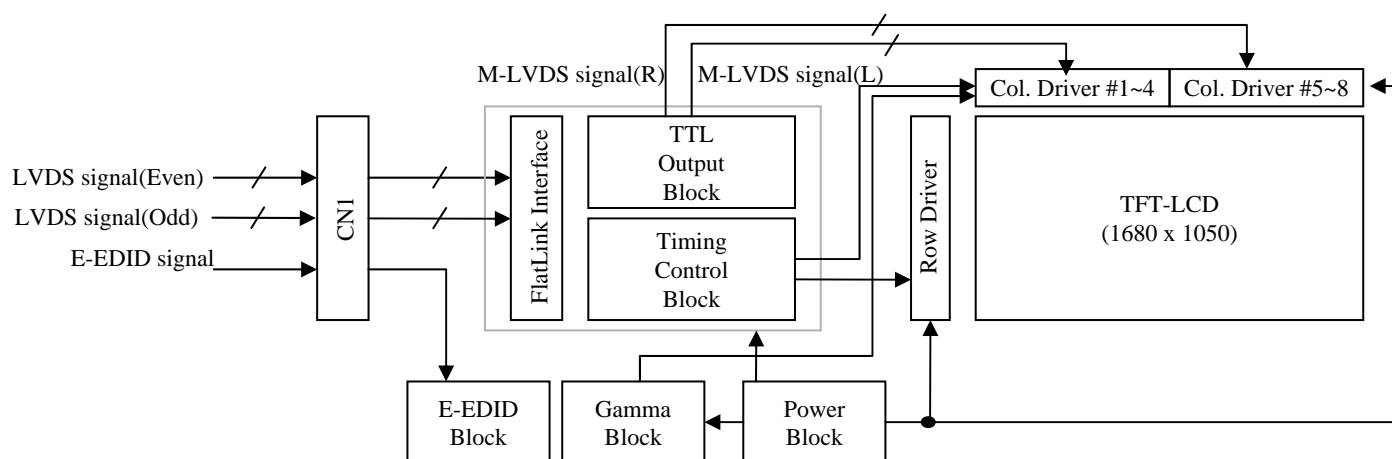 M-LVDS signal(R)
M-LVDS signal(L)
Col. Driver #1~4
Col. Driver #5~8
LVDS signal(Even)
LVDS signal(Odd)
E-EDID signal
CN1
FlatLink Interface
TTL
Output
Block
Timing
Control
Block
Row Driver
TFT-LCD
(1680 x 1050)
E-EDID
Block
Gamma
Block
Power
Block